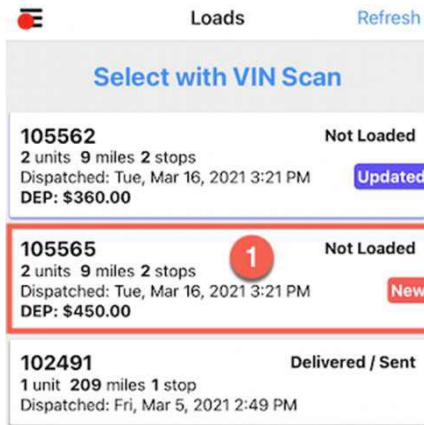 Loads Refresh
Select with VIN Scan
105562 Not Loaded
2 units 9 miles 2 stops
Dispatched: Tue, Mar 16, 2021 3:21 PM
Updated
DEP: $360.00
105565 1 Not Loaded
2 units 9 miles 2 stops
Dispatched: Tue, Mar 16, 2021 3:21 PM
New
DEP: $450.00
102491 Delivered / Sent
1 unit 209 miles 1 stop
Dispatched: Fri, Mar 5, 2021 2:49 PM